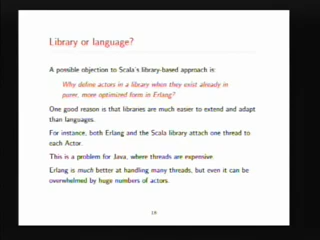 Library or language?
A possible objection to Scala's library-based approach is:
Why define actors in a library when they exist already in
purer, more optimized form in Erlang?
One good reason is that libraries are much easier to extend and adapt
than languages.
For instance, both Erlang and the Scala library attach one thread to
each Actor.
This is a problem for Java, where threads are expensive.
Erlang is much better at handling many threads, but even it can be
overwhelmed by huge numbers of actors.